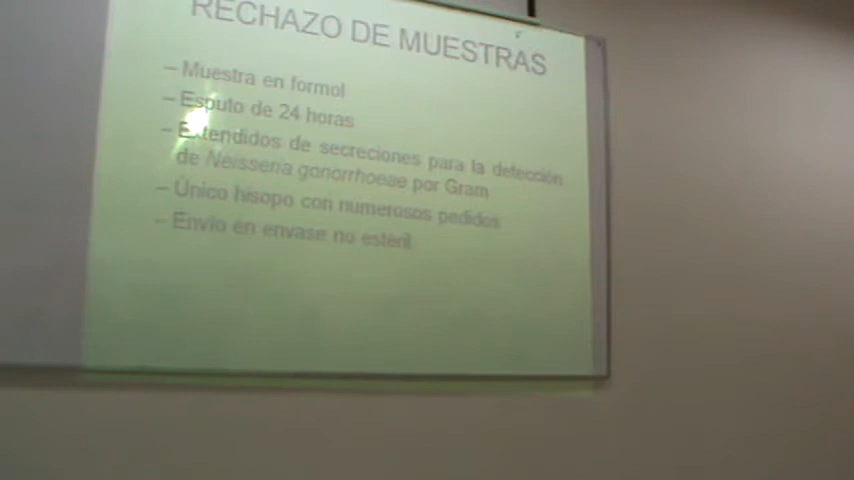 RECHAZO DE MUESTRAS
– Muestra en formol
– Esputo de 24 horas
– Extendidos de secreciones para la detección
de Neisseria gonorrhoeae por Gram
– Único hisopo con numerosos pedidos
– Envío en envase no estéril